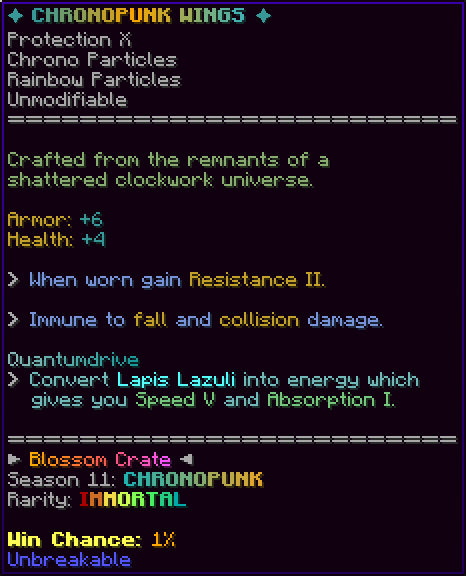 ✦ CHRONOPUNK WINGS ✦
Protection X
Chrono Particles
Rainbow Particles
Unmodifiable
Crafted from the remnants of a
shattered clockwork universe.
Armor: +6
Health: +4
> When worn gain Resistance II.
> Immune to fall and collision damage.
Quantumdrive
> Convert Lapis Lazuli into energy which
gives you Speed V and Absorption I.
► Blossom Crate ◄
Season 11: CHRONOPUNK
Rarity: IMMORTAL
Win Chance: 1%
Unbreakable